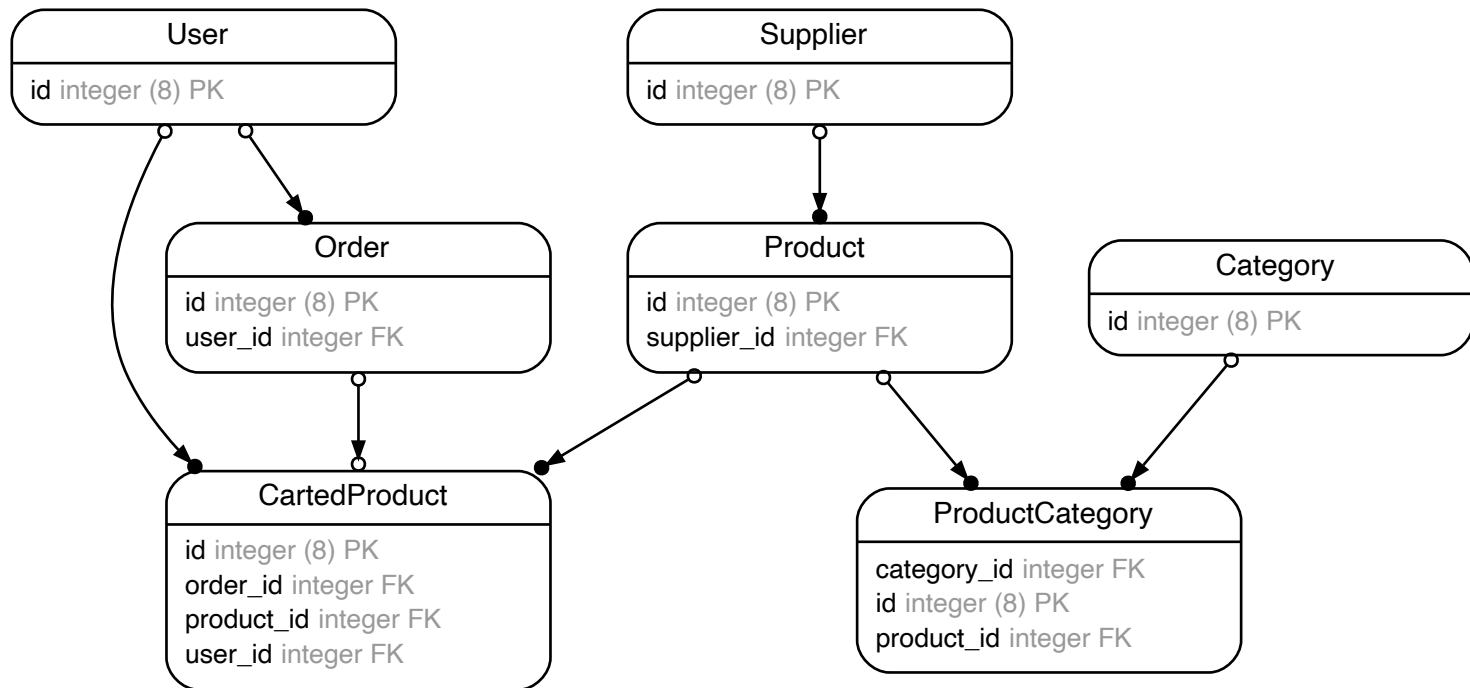 User
id integer (8) PK
Supplier
id integer (8) PK
Order
id integer (8) PK
user_id integer FK
Product
id integer (8) PK
supplier_id integer FK
Category
id integer (8) PK
CartedProduct
id integer (8) PK
order_id integer FK
product_id integer FK
user_id integer FK
ProductCategory
category_id integer FK
id integer (8) PK
product_id integer FK